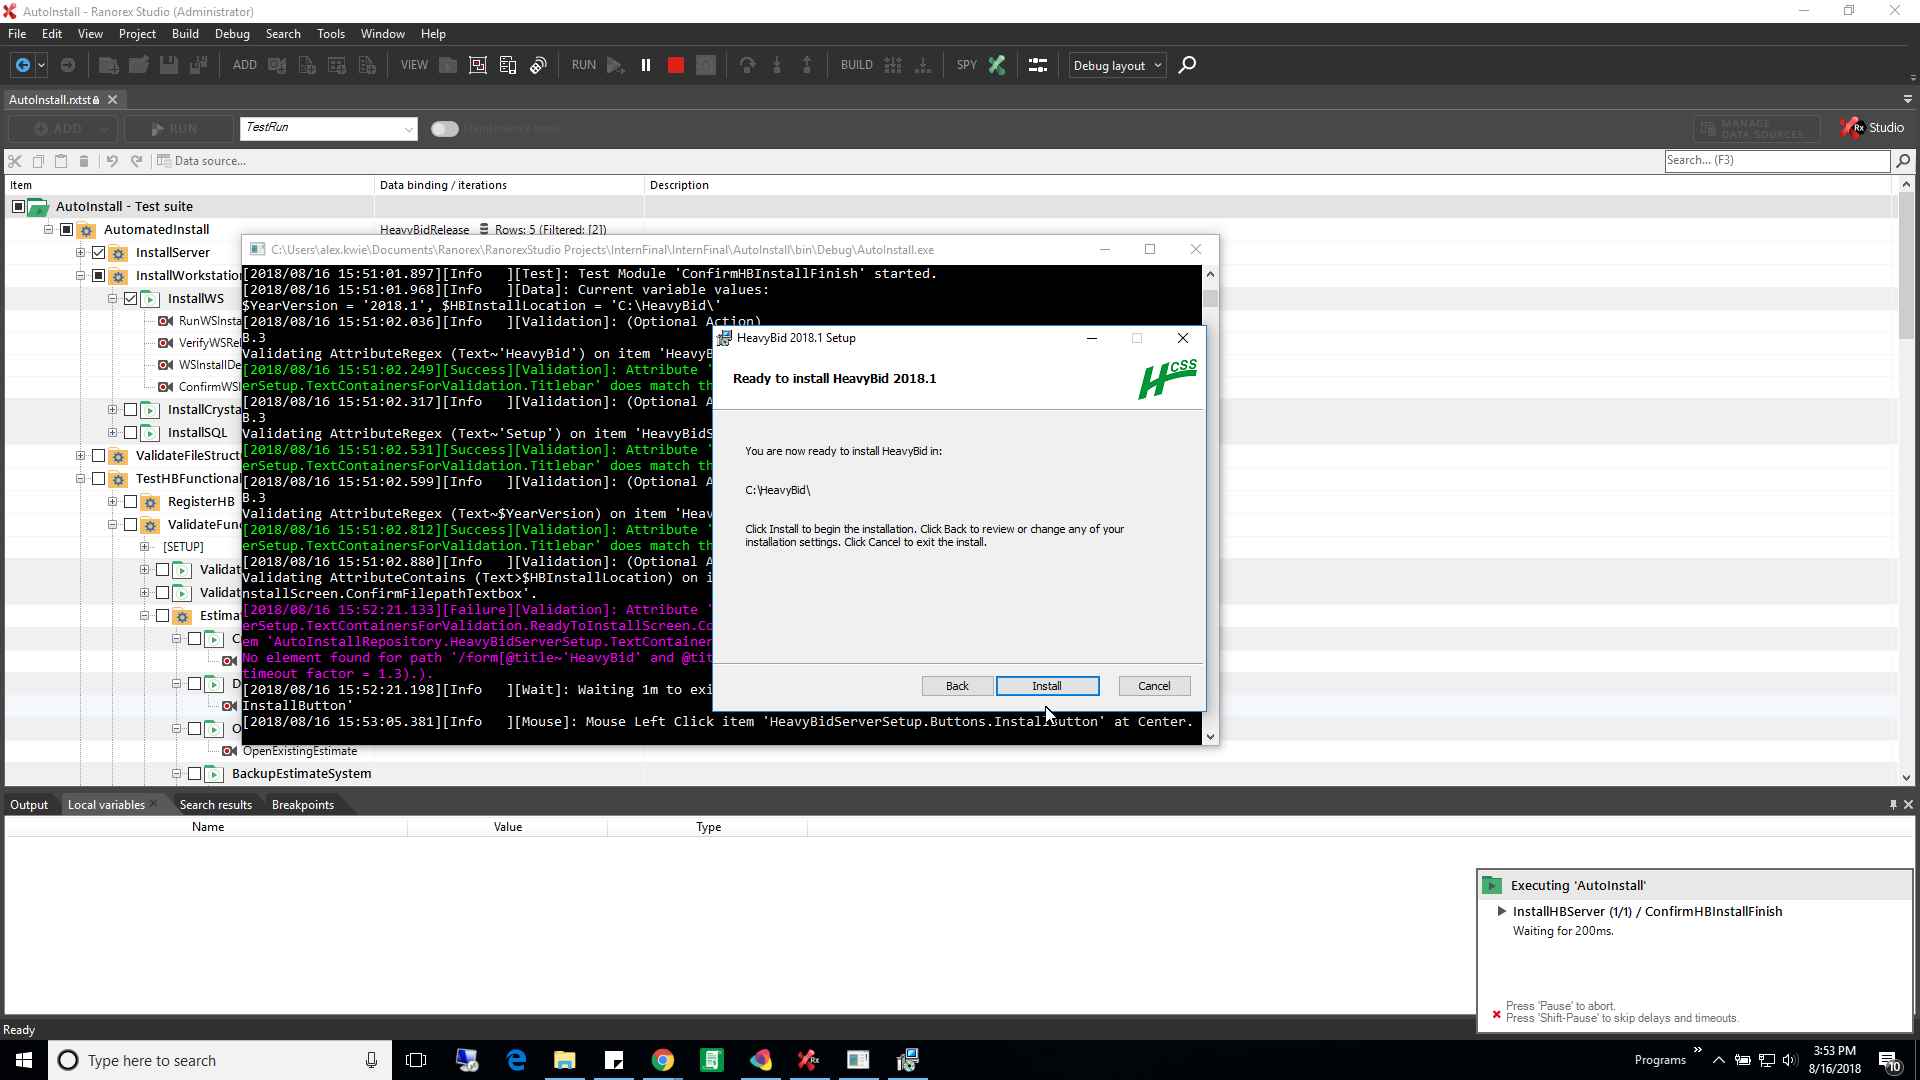 AutoInstall - Ranorex Studio (Administrator)
File Edit View Project Build Debug Search Tools Window Help
ADD VIEW RUN BUILD SPY Debug layout
AutoInstall.rxtst
ADD RUN TestRun MANAGE DATA SOURCES Rx Studio
Data source... Search... (F3)
Item Data binding / iterations Description
AutoInstall - Test suite
AutomatedInstall HeavyBidRelease Rows: 5 (Filtered: [2])
InstallServer
InstallWorkstation
InstallWS
RunWSInsta
VerifyWSRe
WSInstallDe
ConfirmWS
InstallCrysta
InstallSQL
ValidateFileStruct
TestHBFunctional
RegisterHB
ValidateFun
[SETUP]
Validat
Validat
Estima
C
D
O
OpenExistingEstimate
BackupEstimateSystem
C:\Users\alex.kwie\Documents\Ranorex\RanorexStudio Projects\InternFinal\InternFinal\AutoInstall\bin\Debug\AutoInstall.exe
[2018/08/16 15:51:01.897][Info   ][Test]: Test Module 'ConfirmHBInstallFinish' started.
[2018/08/16 15:51:01.968][Info   ][Data]: Current variable values:
$YearVersion = '2018.1', $HBInstallLocation = 'C:\HeavyBid\'
[2018/08/16 15:51:02.036][Info   ][Validation]: (Optional Action)
B.3
Validating AttributeRegex (Text~'HeavyBid') on item 'HeavyB
[2018/08/16 15:51:02.249][Success][Validation]: Attribute '
erSetup.TextContainersForValidation.Titlebar' does match th
[2018/08/16 15:51:02.317][Info   ][Validation]: (Optional A
B.3
Validating AttributeRegex (Text~'Setup') on item 'HeavyBidS
[2018/08/16 15:51:02.531][Success][Validation]: Attribute '
erSetup.TextContainersForValidation.Titlebar' does match th
[2018/08/16 15:51:02.599][Info   ][Validation]: (Optional A
B.3
Validating AttributeRegex (Text~$YearVersion) on item 'Heav
[2018/08/16 15:51:02.812][Success][Validation]: Attribute '
erSetup.TextContainersForValidation.Titlebar' does match th
[2018/08/16 15:51:02.880][Info   ][Validation]: (Optional A
Validating AttributeContains (Text>$HBInstallLocation) on i
nstallScreen.ConfirmFilepathTextbox'.
[2018/08/16 15:52:21.133][Failure][Validation]: Attribute '
erSetup.TextContainersForValidation.ReadyToInstallScreen.Co
em 'AutoInstallRepository.HeavyBidServerSetup.TextContainer
No element found for path '/form[@title~'HeavyBid' and @tit
timeout factor = 1.3).).
[2018/08/16 15:52:21.198][Info   ][Wait]: Waiting 1m to exi
InstallButton'
[2018/08/16 15:53:05.381][Info   ][Mouse]: Mouse Left Click item 'HeavyBidServerSetup.Buttons.InstallButton' at Center.
HeavyBid 2018.1 Setup
Ready to install HeavyBid 2018.1
HCSS
You are now ready to install HeavyBid in:
C:\HeavyBid\
Click Install to begin the installation. Click Back to review or change any of your
installation settings. Click Cancel to exit the install.
Back Install Cancel
Output Local variables Search results Breakpoints
Name Value Type
Executing 'AutoInstall'
InstallHBServer (1/1) / ConfirmHBInstallFinish
Waiting for 200ms.
Press 'Pause' to abort.
Press 'Shift-Pause' to skip delays and timeouts.
Ready
Type here to search
Programs
3:53 PM
8/16/2018
10